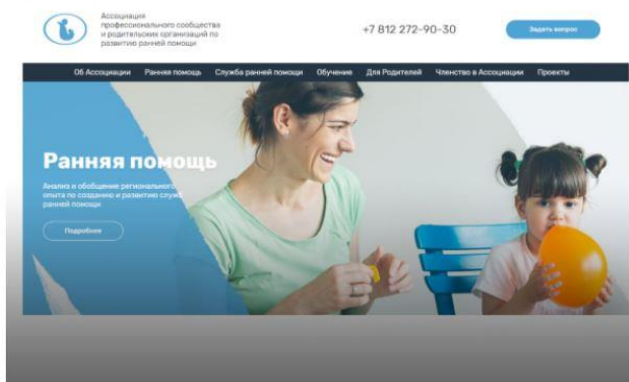 Ассоциация
профессионального сообщества
и родительских организаций по
развитию ранней помощи
+7 812 272-90-30
Задать вопрос
Об Ассоциации Ранняя помощь Служба ранней помощи Обучение Для Родителей Членство в Ассоциации Проекты
Ранняя помощь
Анализ и обобщение регионального
опыта по созданию и развитию служб
ранней помощи
Подробнее